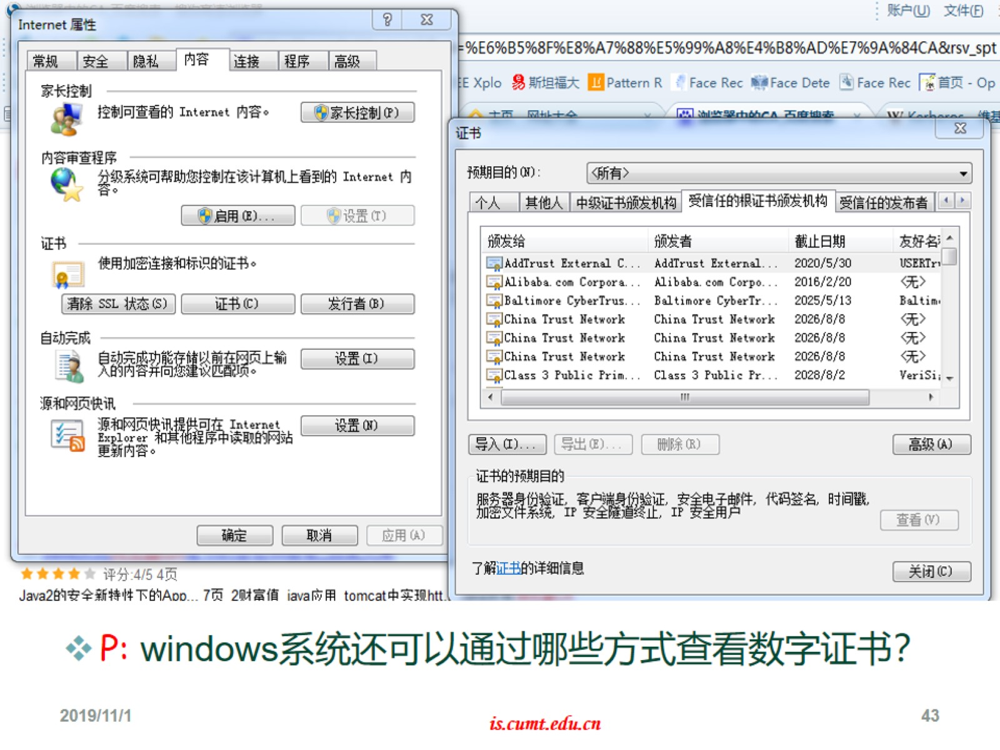 账户(U) 文件(F)
Internet 属性
=%E6%B5%8F%E8%A7%88%E5%99%A8%E4%B8%AD%E7%9A%84CA&rsv_spt
常规 安全 隐私 内容 连接 程序 高级
EE Xplo 斯坦福大 Pattern R Face Rec Face Dete Face Rec 首页 - Op
主页 网址大全 浏览器中的CA_百度搜索 Kerberos - 维基
家长控制
控制可查看的 Internet 内容。
家长控制(P)
内容审查程序
分级系统可帮助您控制在该计算机上看到的 Internet 内
容。
启用(E)... 设置(T)
证书
使用加密连接和标识的证书。
清除 SSL 状态(S) 证书(C) 发行者(B)
自动完成
自动完成功能存储以前在网页上输
入的内容并向您建议匹配项。
设置(I)
源和网页快讯
源和网页快讯提供可在 Internet
Explorer 和其他程序中读取的网站
更新内容。
设置(N)
确定 取消 应用(A)
证书
预期目的(N): <所有>
个人 其他人 中级证书颁发机构 受信任的根证书颁发机构 受信任的发布者
颁发给 颁发者 截止日期 友好名称
AddTrust External C... AddTrust External... 2020/5/30 USERTr
Alibaba.com Corpora... Alibaba.com Corpo... 2016/2/20 <无>
Baltimore CyberTrus... Baltimore CyberTr... 2025/5/13 Baltim
China Trust Network China Trust Network 2026/8/8 <无>
China Trust Network China Trust Network 2026/8/8 <无>
China Trust Network China Trust Network 2026/8/8 <无>
Class 3 Public Prim... Class 3 Public Pr... 2028/8/2 VeriSi
导入(I)... 导出(E)... 删除(R) 高级(A)
证书的预期目的
服务器身份验证, 客户端身份验证, 安全电子邮件, 代码签名, 时间戳,
加密文件系统, IP 安全隧道终止, IP 安全用户
查看(V)
了解证书的详细信息
关闭(C)
评分:4/5 4页
Java2的安全新特性下的App... 7页 2财富值 java应用_tomcat中实现htt.
P: windows系统还可以通过哪些方式查看数字证书?
2019/11/1
is.cumt.edu.cn
43